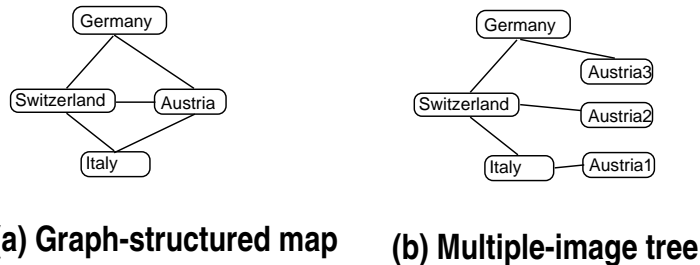 Germany
Switzerland
Austria
Italy
(a) Graph-structured map
Germany
Austria3
Switzerland
Austria2
Italy
Austria1
(b) Multiple-image tree